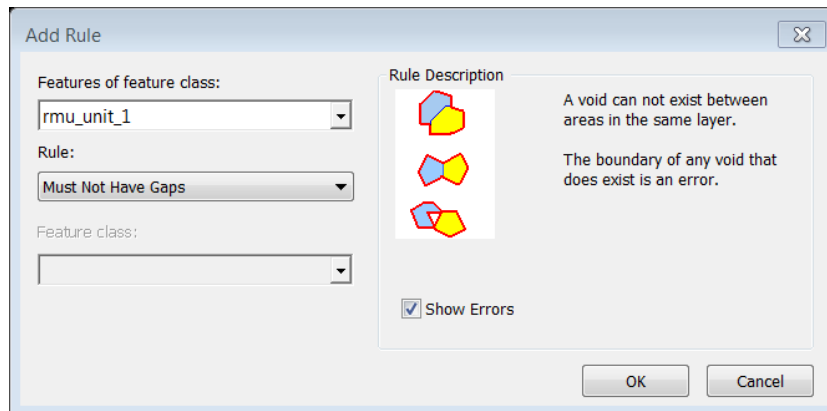 Add Rule
Features of feature class:
rmu_unit_1
Rule:
Must Not Have Gaps
Feature class:
Rule Description
A void can not exist between
areas in the same layer.
The boundary of any void that
does exist is an error.
Show Errors
OK
Cancel